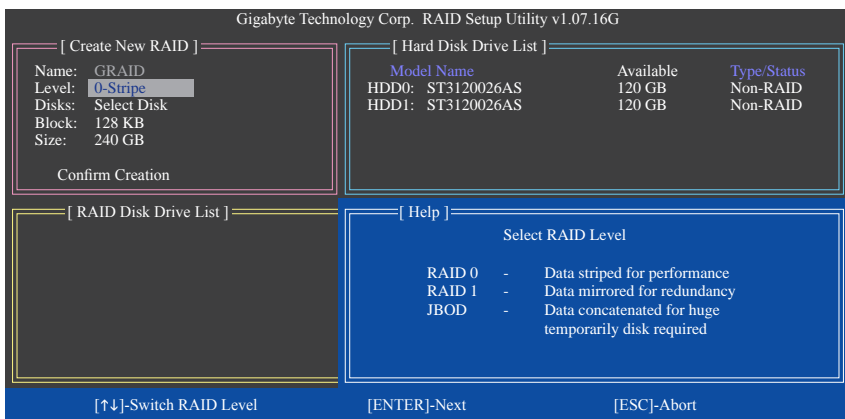 Gigabyte Technology Corp. RAID Setup Utility v1.07.16G
[ Create New RAID ]
Name: GRAID
Level: 0-Stripe
Disks: Select Disk
Block: 128 KB
Size: 240 GB
Confirm Creation
[ Hard Disk Drive List ]
Model Name Available Type/Status
HDD0: ST3120026AS 120 GB Non-RAID
HDD1: ST3120026AS 120 GB Non-RAID
[ RAID Disk Drive List ]
[ Help ]
Select RAID Level
RAID 0 - Data striped for performance
RAID 1 - Data mirrored for redundancy
JBOD - Data concatenated for huge
temporarily disk required
[↑↓]-Switch RAID Level [ENTER]-Next [ESC]-Abort